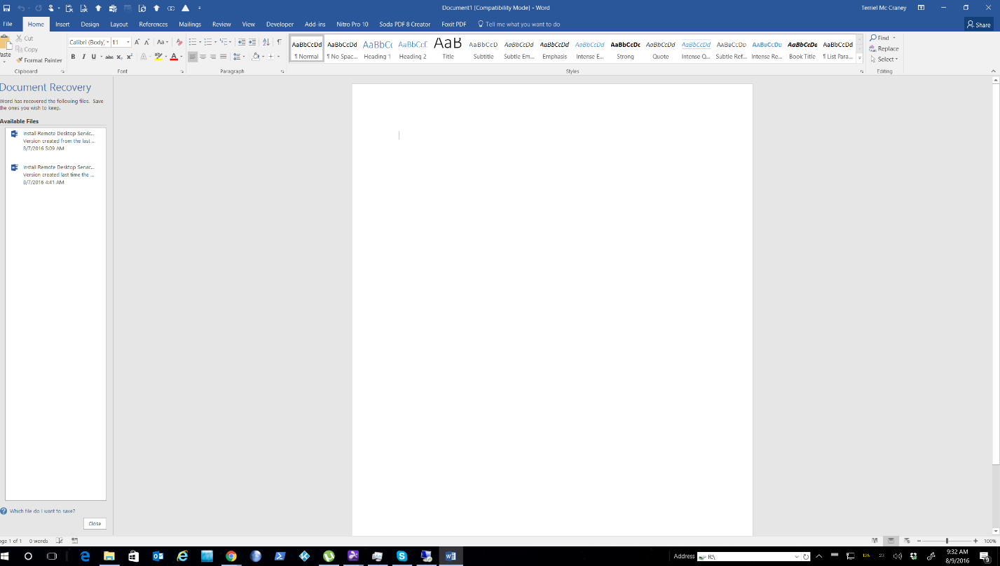 Document1 [Compatibility Mode] - Word
Terriel Mc Craney
File Home Insert Design Layout References Mailings Review View Developer Add-ins Nitro Pro 10 Soda PDF 8 Creator Foxit PDF Tell me what you want to do
Share
Cut
Copy
Format Painter
aste
Calibri (Body) 11
Clipboard
Font
Paragraph
Styles
Editing
AaBbCcDd AaBbCcDd AaBbCc AaBbCcE AaB AaBbCcD AaBbCcDd AaBbCcDd AaBbCcDd AaBbCcDc AaBbCcDd AaBbCcDd AaBbCcDd AaBbCcDd AaBbCcDd AaBbCcDd
¶ Normal ¶ No Spac... Heading 1 Heading 2 Title Subtitle Subtle Em... Emphasis Intense E... Strong Quote Intense Q... Subtle Ref... Intense Re... Book Title ¶ List Para...
Find
Replace
Select
Document Recovery
Word has recovered the following files. Save
the ones you wish to keep.
Available Files
Install Remote Desktop Servic...
Version created from the last ...
8/7/2016 5:09 AM
Install Remote Desktop Servic...
Version created last time the ...
8/7/2016 4:41 AM
Which file do I want to save?
Close
age 1 of 1 0 words
100%
Address R:\
125 23
9:32 AM
8/9/2016
9